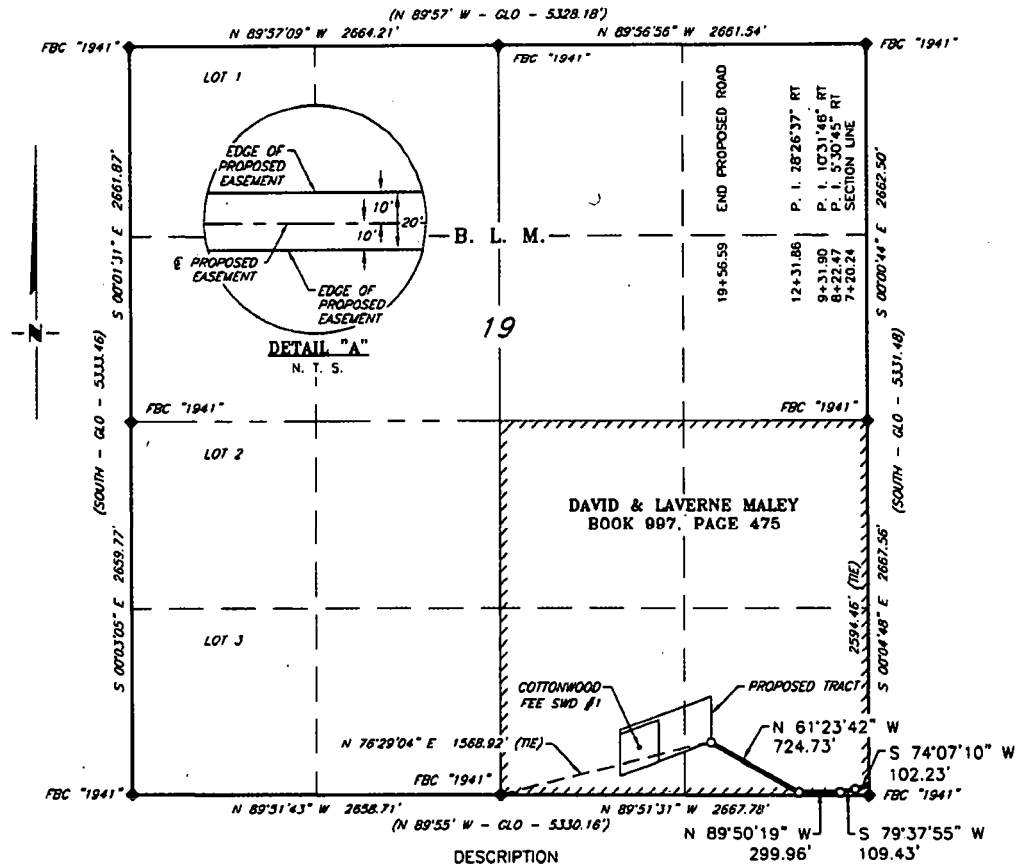 (N 89°57' W - GLO - 5328.18')
N 89°57'09" W 2664.21'
N 89°56'56" W 2661.54'
FBC "1941"
FBC "1941"
FBC "1941"
LOT 1
EDGE OF
PROPOSED
EASEMENT
10'
20'
10'
℄ PROPOSED
EASEMENT
EDGE OF
PROPOSED
EASEMENT
DETAIL "A"
N. T. S.
B. L. M.
19
19+56.59 END PROPOSED ROAD
12+31.86 P. I. 28°26'37" RT
9+31.90 P. I. 10°31'46" RT
8+22.47 P. I. 5°30'45" RT
7+20.24 SECTION LINE
S 00°01'31" E 2661.87'
(SOUTH - GLO - 5333.46)
S 00°03'05" E 2659.77'
S 00°00'44" E 2662.50'
(SOUTH - GLO - 5331.48)
S 00°04'48" E 2667.56'
2594.46' (TIE)
N
FBC "1941"
FBC "1941"
LOT 2
DAVID & LAVERNE MALEY
BOOK 997, PAGE 475
LOT 3
COTTONWOOD
FEE SWD #1
PROPOSED TRACT
N 76°29'04" E 1568.92' (TIE)
N 61°23'42" W
724.73'
S 74°07'10" W
102.23'
FBC "1941"
FBC "1941"
FBC "1941"
N 89°51'43" W 2658.71'
N 89°51'31" W 2667.78'
(N 89°55' W - GLO - 5330.16')
N 89°50'19" W
299.96'
S 79°37'55" W
109.43'
DESCRIPTION